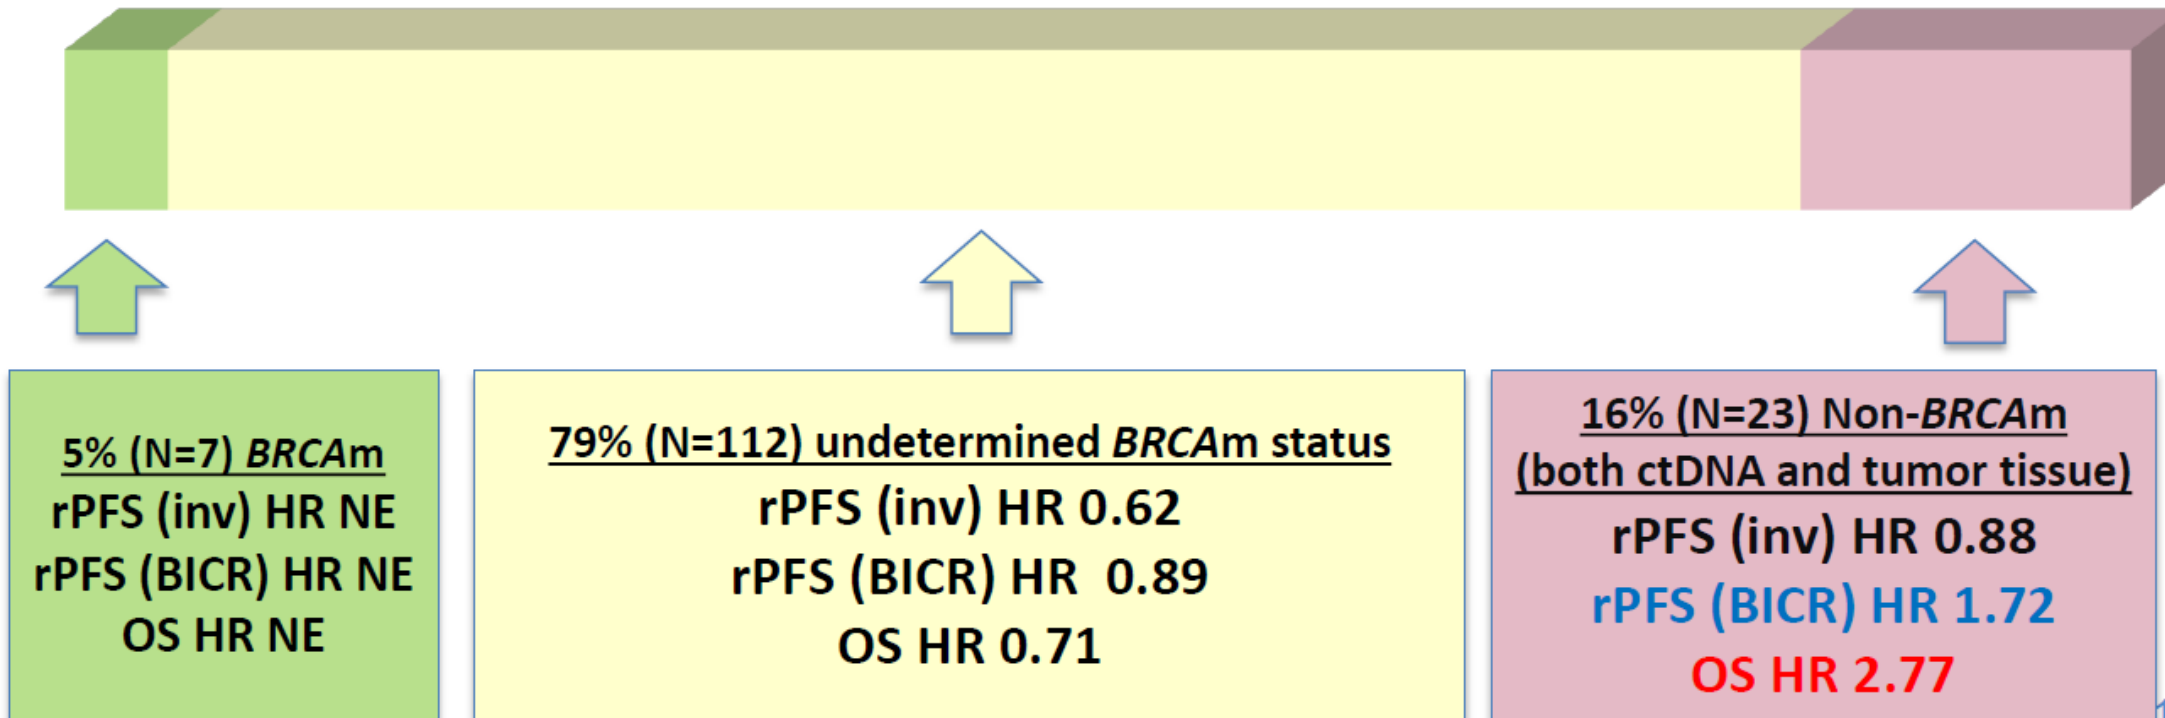 5% (N=7) BRCAm
rPFS (inv) HR NE
rPFS (BICR) HR NE
OS HR NE
79% (N=112) undetermined BRCAm status
rPFS (inv) HR 0.62
rPFS (BICR) HR 0.89
OS HR 0.71
16% (N=23) Non-BRCAm
(both ctDNA and tumor tissue)
rPFS (inv) HR 0.88
rPFS (BICR) HR 1.72
OS HR 2.77